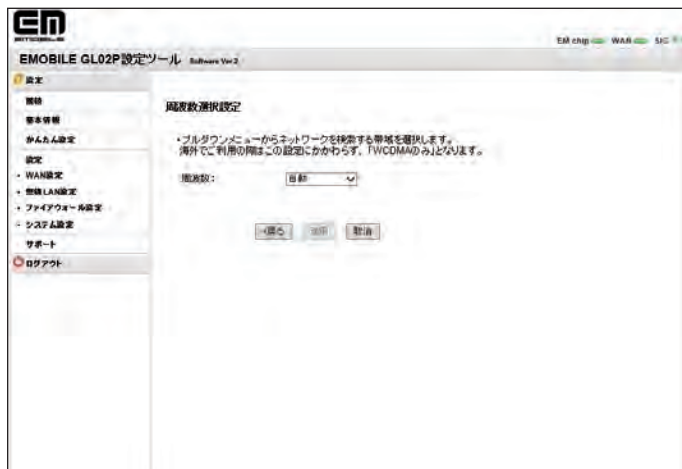 EM
EM chip WAN SIG
EMOBILE GL02P設定ツール Software Ver.2
設定
接続
基本情報
かんたん設定
設定
WAN設定
無線LAN設定
ファイアウォール設定
システム設定
サポート
ログアウト
周波数選択設定
・プルダウンメニューからネットワークを検索する帯域を選択します。
海外でご利用の際はこの設定にかかわらず、「WCDMAのみ」となります。
周波数： 自動
<戻る 適用 取消